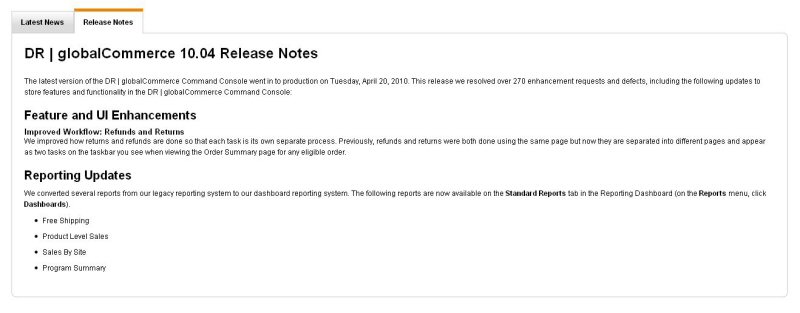 Latest News
Release Notes
DR | globalCommerce 10.04 Release Notes
The latest version of the DR | globalCommerce Command Console went in to production on Tuesday, April 20, 2010. This release we resolved over 270 enhancement requests and defects, including the following updates to
store features and functionality in the DR | globalCommerce Command Console:
Feature and UI Enhancements
Improved Workflow: Refunds and Returns
We improved how returns and refunds are done so that each task is its own separate process. Previously, refunds and returns were both done using the same page but now they are separated into different pages and appear
as two tasks on the taskbar you see when viewing the Order Summary page for any eligible order.
Reporting Updates
We converted several reports from our legacy reporting system to our dashboard reporting system. The following reports are now available on the Standard Reports tab in the Reporting Dashboard (on the Reports menu, click
Dashboards).
• Free Shipping
• Product Level Sales
• Sales By Site
• Program Summary